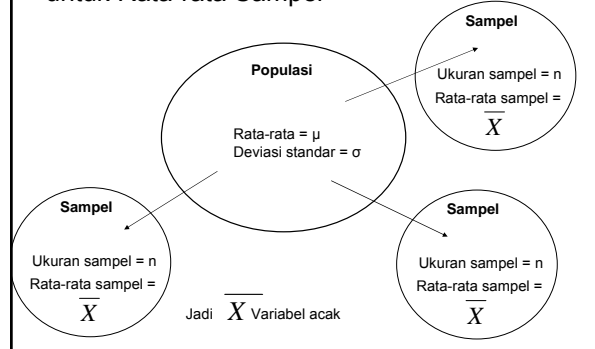 untuk Rata-rata Sampel
Sampel
Ukuran sampel = n
Rata-rata sampel =
X̅
Populasi
Rata-rata = μ
Deviasi standar = σ
Sampel
Ukuran sampel = n
Rata-rata sampel =
X̅
Jadi X̅ Variabel acak
Sampel
Ukuran sampel = n
Rata-rata sampel =
X̅